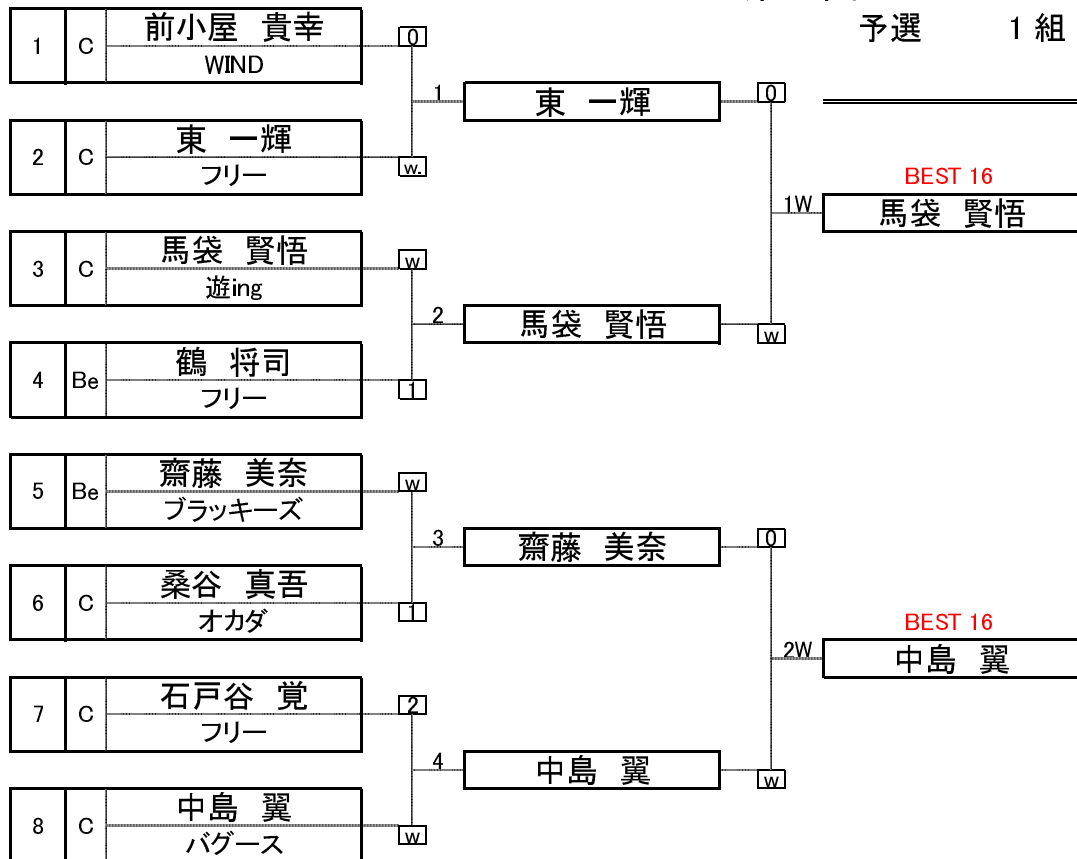 予選 1 組
1 C 前小屋 貴幸 0
WIND
1 東 一輝 0
2 C 東 一輝 w.
フリー
BEST 16
1W 馬袋 賢悟
3 C 馬袋 賢悟 w
遊ing
2 馬袋 賢悟 w
4 Be 鶴 将司 1
フリー
5 Be 齋藤 美奈 w
ブラッキーズ
3 齋藤 美奈 0
6 C 桑谷 真吾 1
オカダ
BEST 16
2W 中島 翼
7 C 石戸谷 覚 2
フリー
4 中島 翼 w
8 C 中島 翼 w
バグース